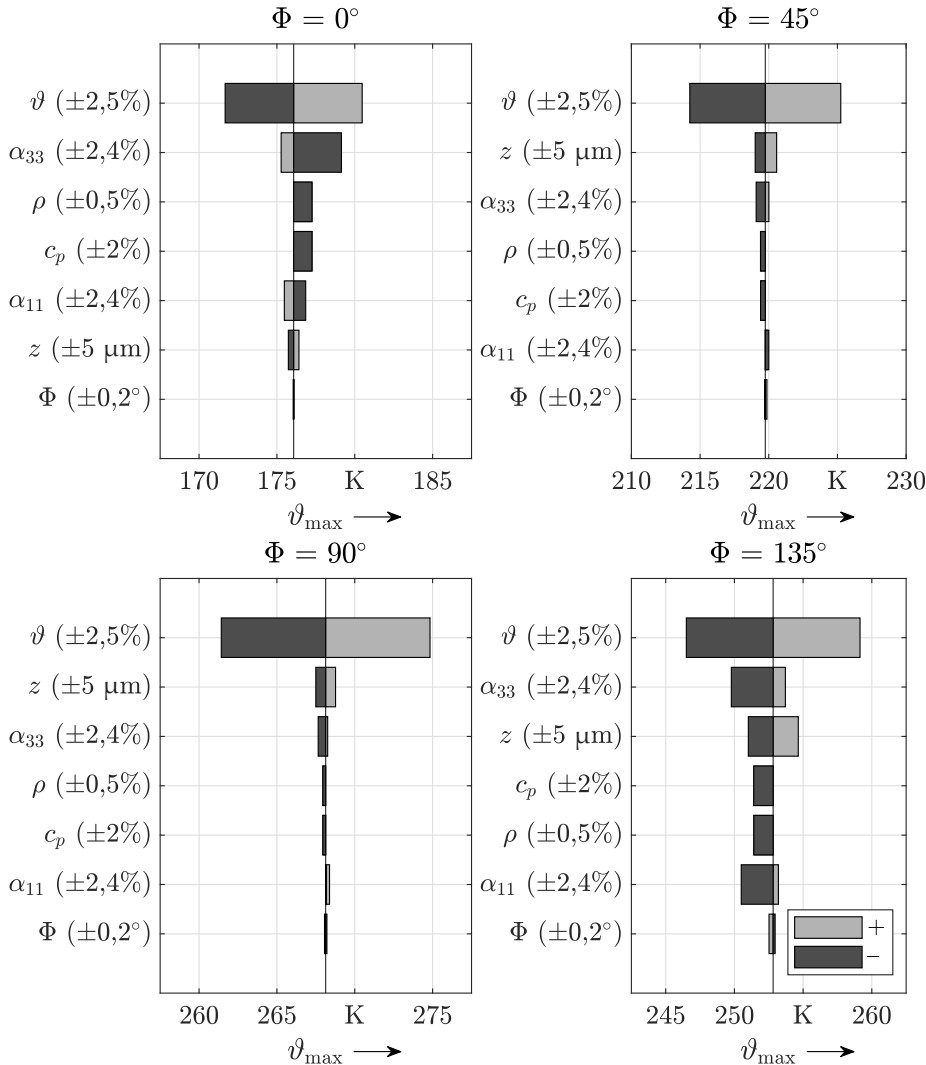 Φ = 0°
ϑ (±2,5%)
α₃₃ (±2,4%)
ρ (±0,5%)
cₚ (±2%)
α₁₁ (±2,4%)
z (±5 µm)
Φ (±0,2°)
170 175 K 185
ϑmax
Φ = 45°
ϑ (±2,5%)
z (±5 µm)
α₃₃ (±2,4%)
ρ (±0,5%)
cₚ (±2%)
α₁₁ (±2,4%)
Φ (±0,2°)
210 215 220 K 230
ϑmax
Φ = 90°
ϑ (±2,5%)
z (±5 µm)
α₃₃ (±2,4%)
ρ (±0,5%)
cₚ (±2%)
α₁₁ (±2,4%)
Φ (±0,2°)
260 265 K 275
ϑmax
Φ = 135°
ϑ (±2,5%)
α₃₃ (±2,4%)
z (±5 µm)
cₚ (±2%)
ρ (±0,5%)
α₁₁ (±2,4%)
Φ (±0,2°)
+
−
245 250 K 260
ϑmax